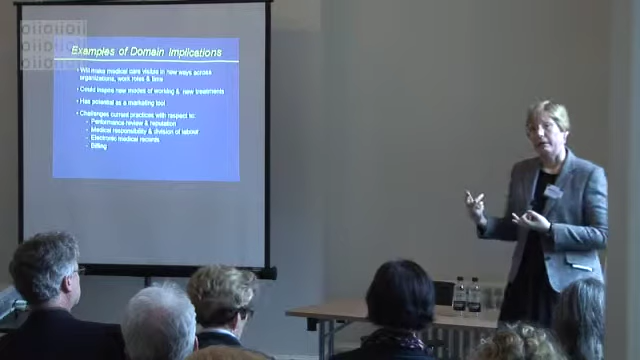 Examples of Domain Implications
• Will make medical care visible in new ways across
organizations, work roles & time
• Could inspire new modes of working & new treatments
• Has potential as a marketing tool
• Challenges current practices with respect to:
– Performance review & reputation
– Medical responsibility & division of labour
– Electronic medical records
– Billing